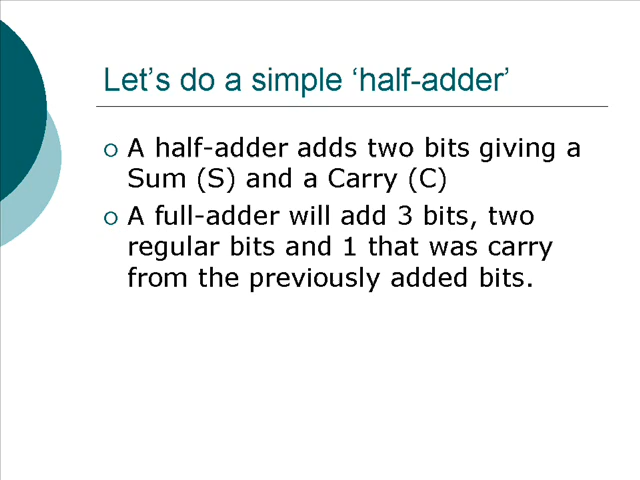 Let’s do a simple ‘half-adder’
A half-adder adds two bits giving a
Sum (S) and a Carry (C)
A full-adder will add 3 bits, two
regular bits and 1 that was carry
from the previously added bits.